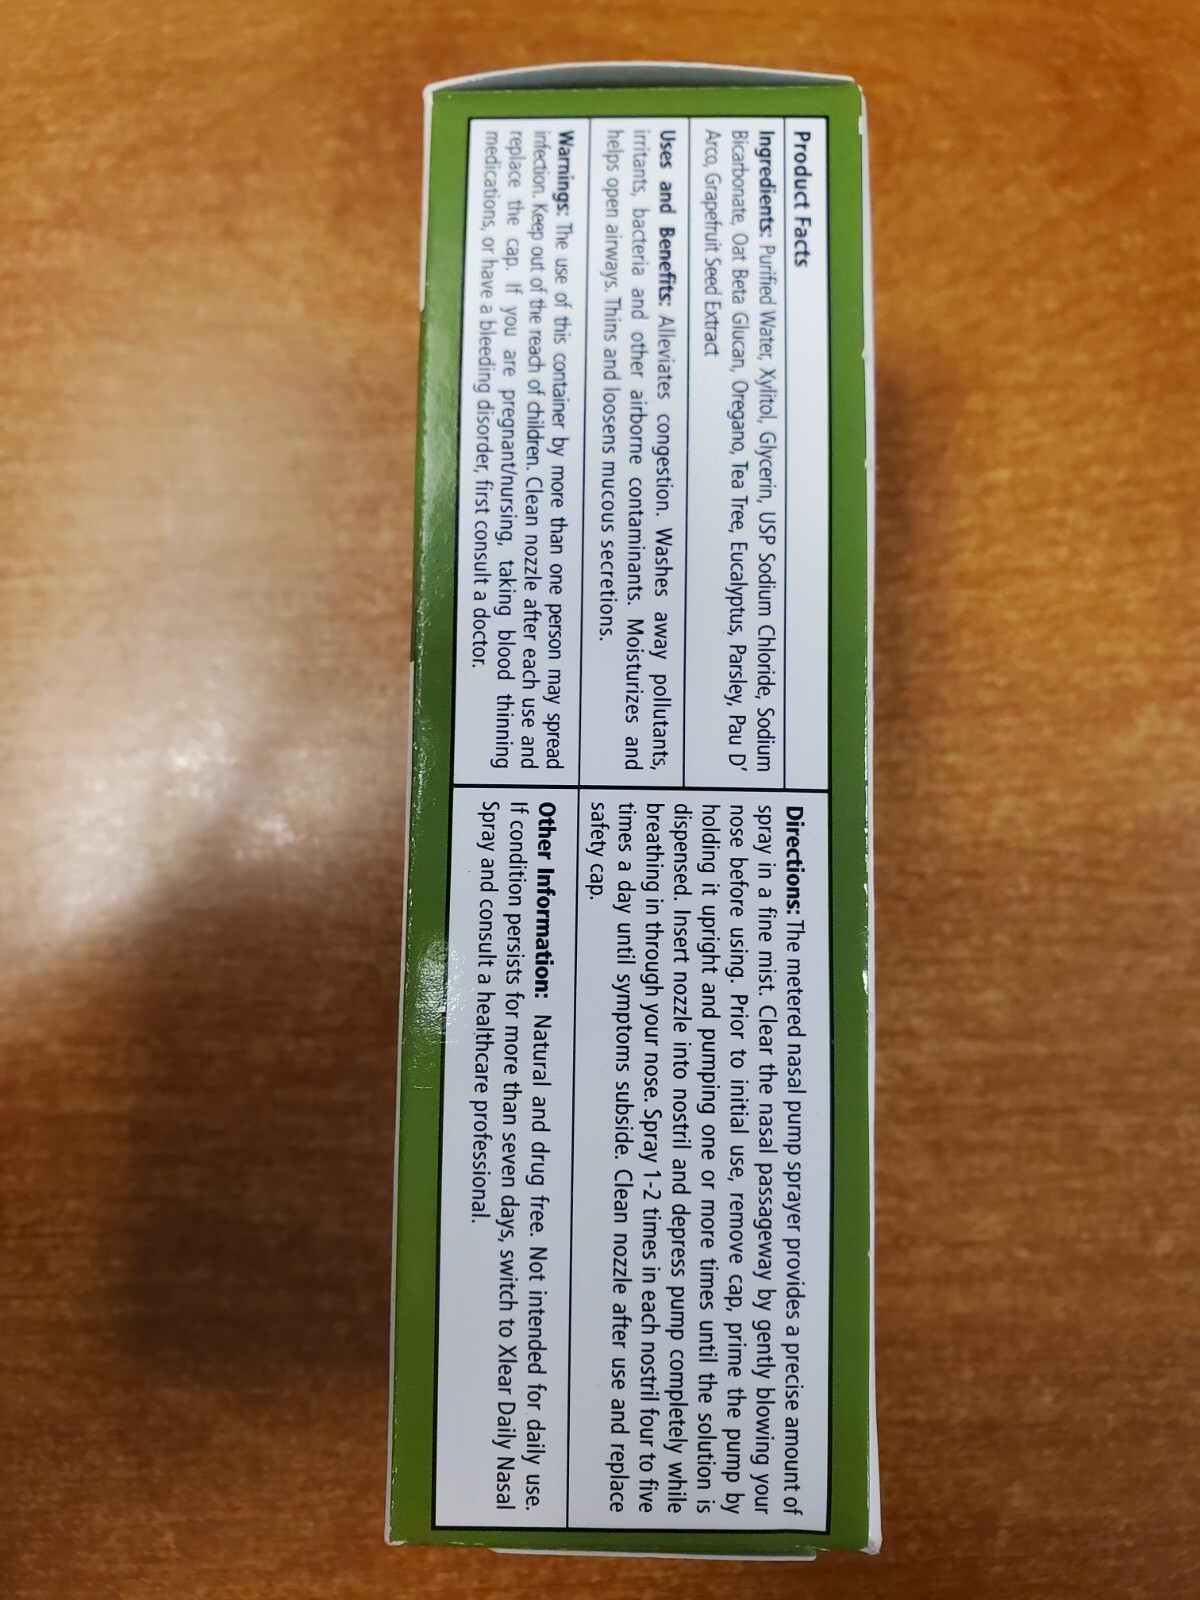 Product Facts
Ingredients: Purified Water, Xylitol, Glycerin, USP Sodium Chloride, Sodium
Bicarbonate, Oat Beta Glucan, Oregano, Tea Tree, Eucalyptus, Parsley, Pau D'
Arco, Grapefruit Seed Extract
Uses and Benefits: Alleviates congestion. Washes away pollutants,
irritants, bacteria and other airborne contaminants. Moisturizes and
helps open airways. Thins and loosens mucous secretions.
Warnings: The use of this container by more than one person may spread
infection. Keep out of the reach of children. Clean nozzle after each use and
replace the cap. If you are pregnant/nursing, taking blood thinning
medications, or have a bleeding disorder, first consult a doctor.
Directions: The metered nasal pump sprayer provides a precise amount of
spray in a fine mist. Clear the nasal passageway by gently blowing your
nose before using. Prior to initial use, remove cap, prime the pump by
holding it upright and pumping one or more times until the solution is
dispensed. Insert nozzle into nostril and depress pump completely while
breathing in through your nose. Spray 1-2 times in each nostril four to five
times a day until symptoms subside. Clean nozzle after use and replace
safety cap.
Other Information: Natural and drug free. Not intended for daily use.
If condition persists for more than seven days, switch to Xlear Daily Nasal
Spray and consult a healthcare professional.